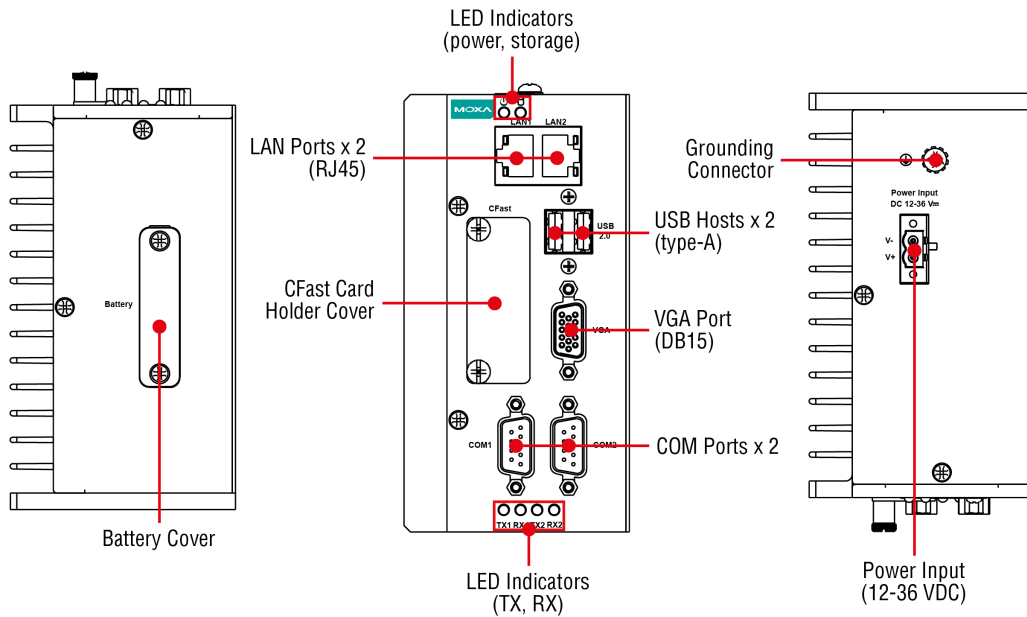 LED Indicators
(power, storage)
MOXA
LAN1 LAN2
LAN Ports x 2
(RJ45)
Grounding
Connector
Power Input
DC 12-36 V
CFast
USB
2.0
USB Hosts x 2
(type-A)
V-
V+
CFast Card
Holder Cover
Battery
VGA
VGA Port
(DB15)
COM1
COM2
COM Ports x 2
TX1 RX1 TX2 RX2
Battery Cover
LED Indicators
(TX, RX)
Power Input
(12-36 VDC)